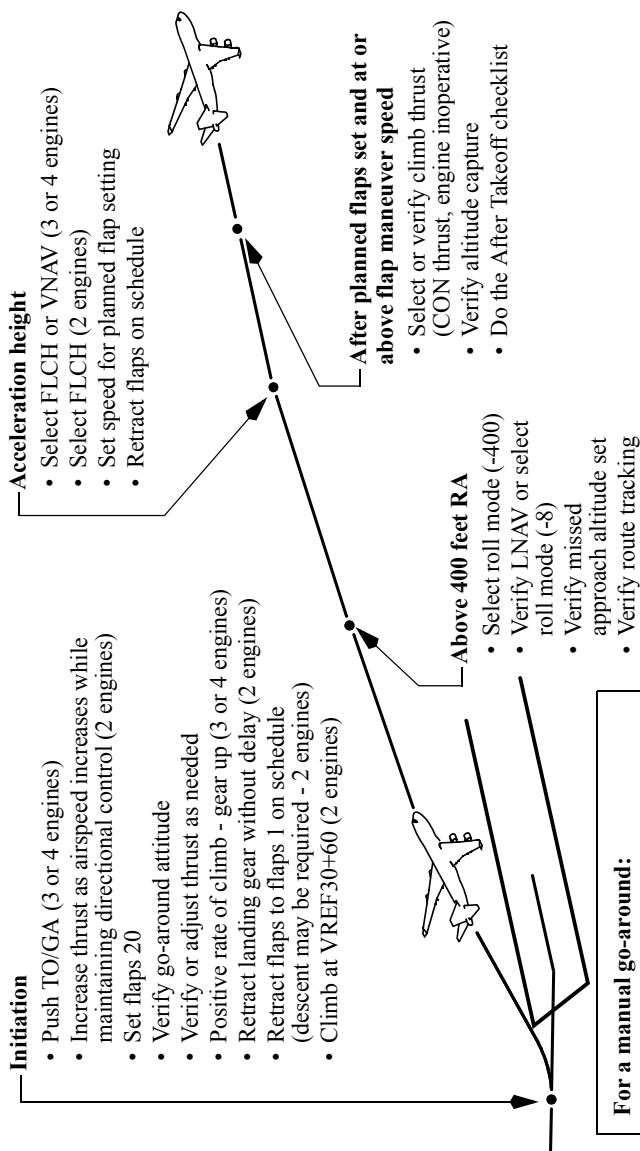 Initiation
• Push TO/GA (3 or 4 engines)
• Increase thrust as airspeed increases while
maintaining directional control (2 engines)
• Set flaps 20
• Verify go-around attitude
• Verify or adjust thrust as needed
• Positive rate of climb - gear up (3 or 4 engines)
• Retract landing gear without delay (2 engines)
• Retract flaps to flaps 1 on schedule
(descent may be required - 2 engines)
• Climb at VREF30+60 (2 engines)
Above 400 feet RA
• Select roll mode (-400)
• Verify LNAV or select
roll mode (-8)
• Verify missed
approach altitude set
• Verify route tracking
Acceleration height
• Select FLCH or VNAV (3 or 4 engines)
• Select FLCH (2 engines)
• Set speed for planned flap setting
• Retract flaps on schedule
After planned flaps set and at or
above flap maneuver speed
• Select or verify climb thrust
(CON thrust, engine inoperative)
• Verify altitude capture
• Do the After Takeoff checklist
For a manual go-around: